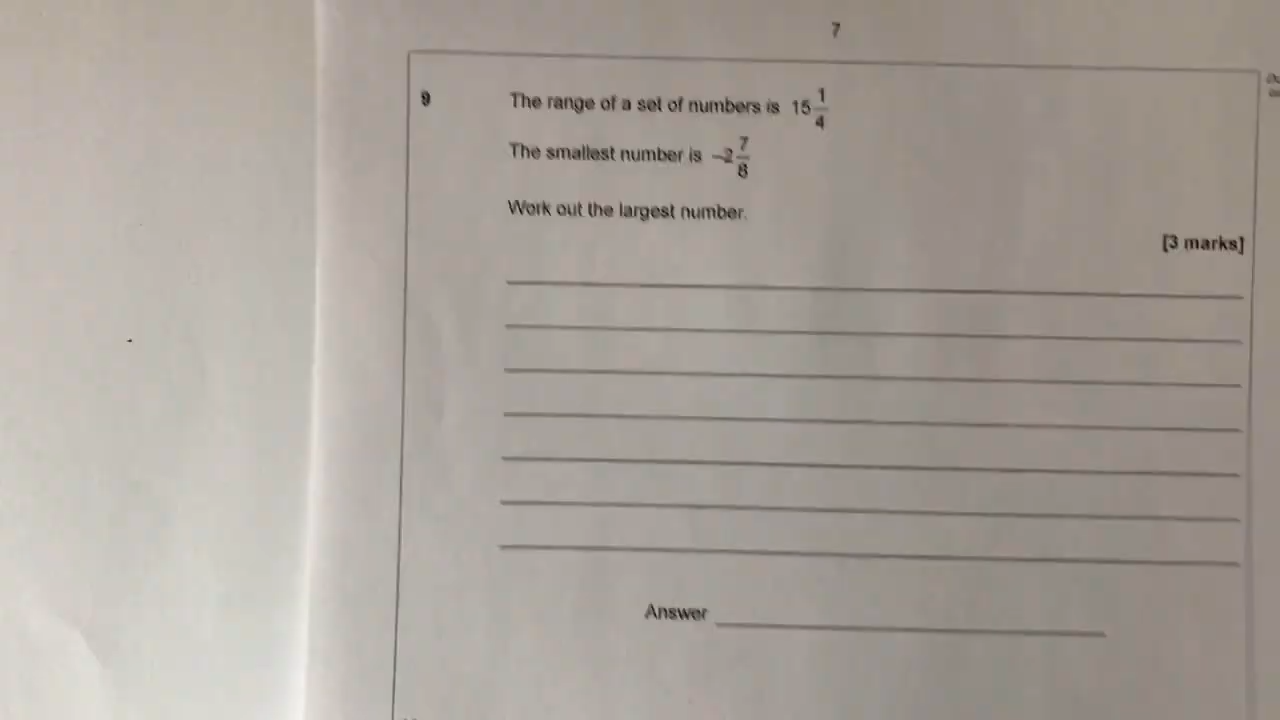 7
9 The range of a set of numbers is 15 1/4
The smallest number is -2 7/8
Work out the largest number.
[3 marks]
Answer